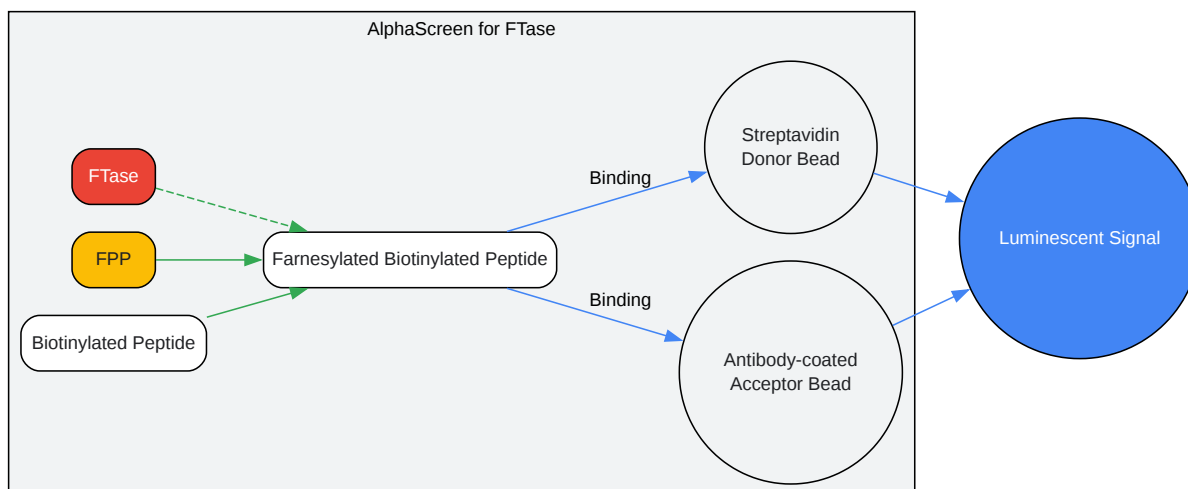 AlphaScreen for FTase
FTase
FPP
Biotinylated Peptide
Farnesylated Biotinylated Peptide
Binding
Binding
Streptavidin
Donor Bead
Antibody-coated
Acceptor Bead
Luminescent Signal